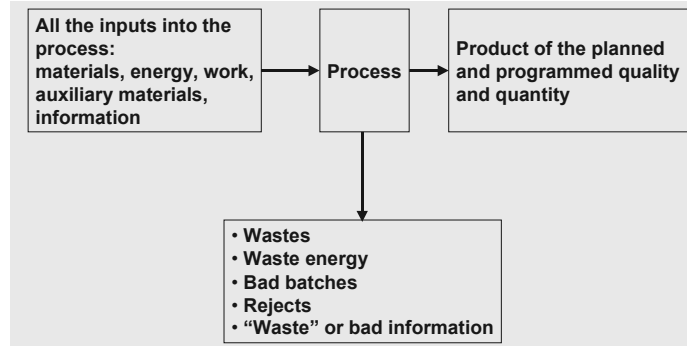 All the inputs into the
process:
materials, energy, work,
auxiliary materials,
information
Process
Product of the planned
and programmed quality
and quantity
• Wastes
• Waste energy
• Bad batches
• Rejects
• “Waste” or bad information